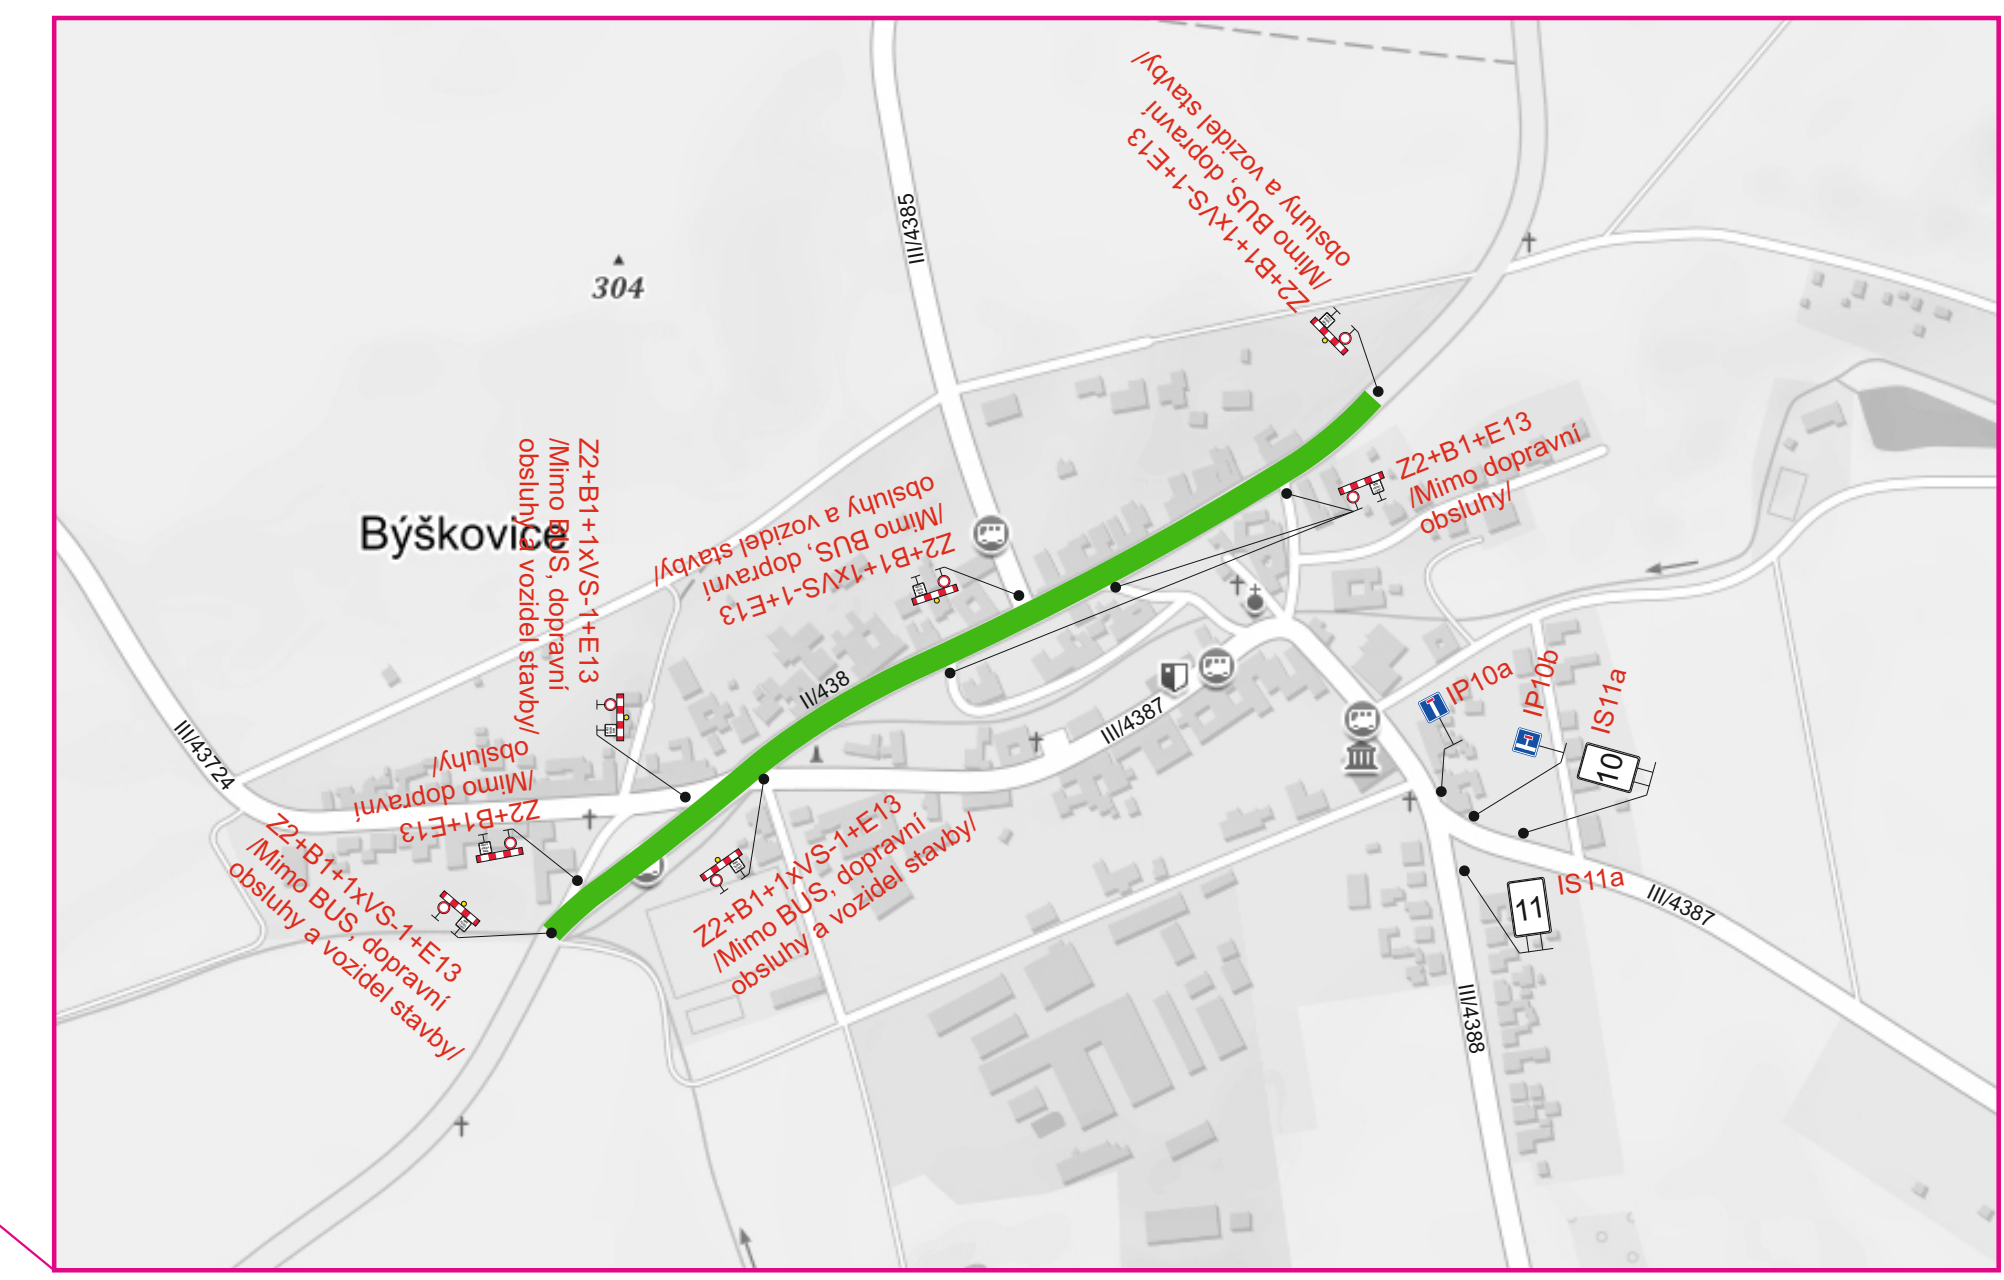 /Mimo BUS, dopravní
obsluhy a vozidel stavby/
Z2+B1+1xVS-1+E13
III/4385
304
Býškovice
Z2+B1+1xVS-1+E13
/Mimo BUS, dopravní
obsluhy a vozidel stavby/
Z2+B1+1xVS-1+E13
/Mimo BUS, dopravní
obsluhy a vozidel stavby/
Z2+B1+E13
/Mimo dopravní
obsluhy/
II/438
III/4387
III/43724
Z2+B1+E13
/Mimo dopravní
obsluhy/
Z2+B1+1xVS-1+E13
/Mimo BUS, dopravní
obsluhy a vozidel stavby/
Z2+B1+1xVS-1+E13
/Mimo BUS, dopravní
obsluhy a vozidel stavby/
IP10a
IP10b
IS11a
10
IS11a
11
III/4387
III/4388